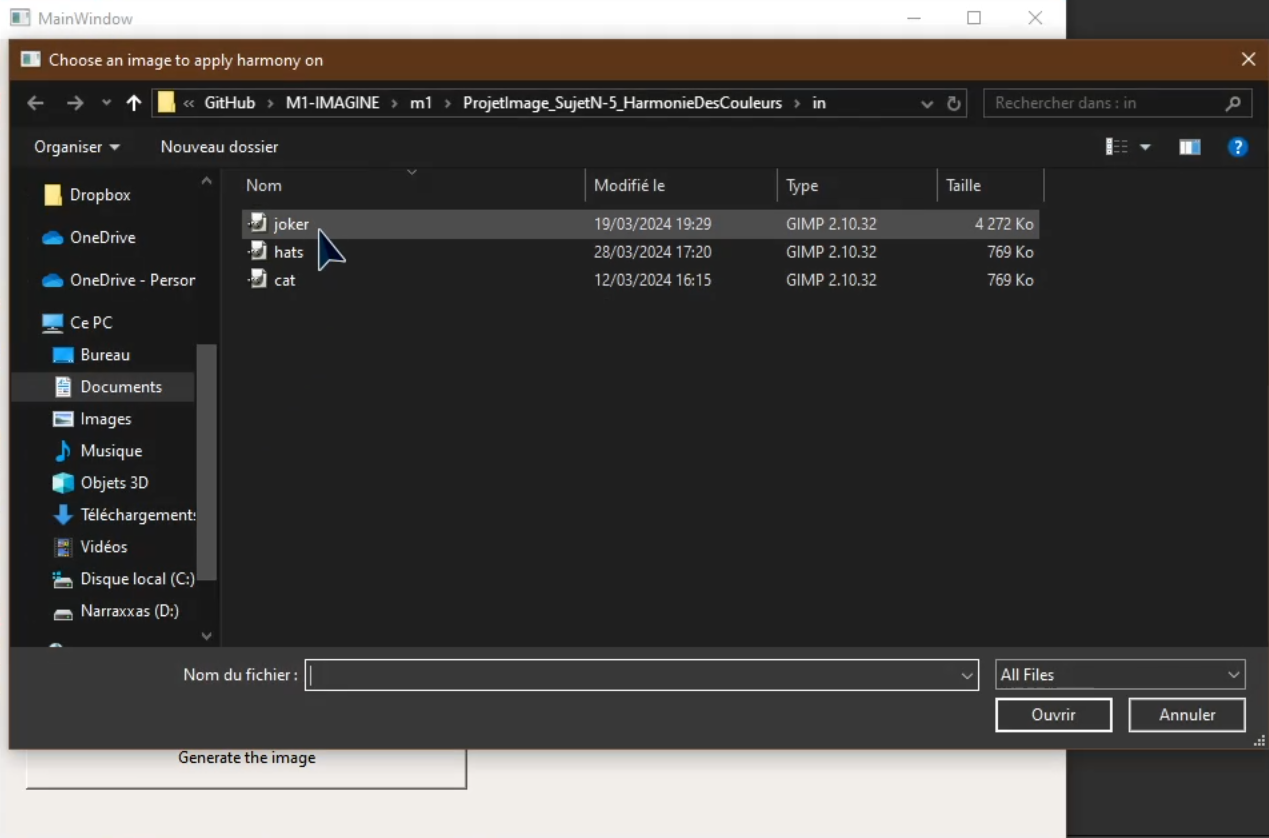 MainWindow
Choose an image to apply harmony on
« GitHub › M1-IMAGINE › m1 › ProjetImage_SujetN-5_HarmonieDesCouleurs › in
Rechercher dans : in
Organiser
Nouveau dossier
Nom Modifié le Type Taille
joker 19/03/2024 19:29 GIMP 2.10.32 4 272 Ko
hats 28/03/2024 17:20 GIMP 2.10.32 769 Ko
cat 12/03/2024 16:15 GIMP 2.10.32 769 Ko
Dropbox
OneDrive
OneDrive - Person
Ce PC
Bureau
Documents
Images
Musique
Objets 3D
Téléchargements
Vidéos
Disque local (C:)
Narraxxas (D:)
Nom du fichier :
All Files
Ouvrir
Annuler
Generate the image